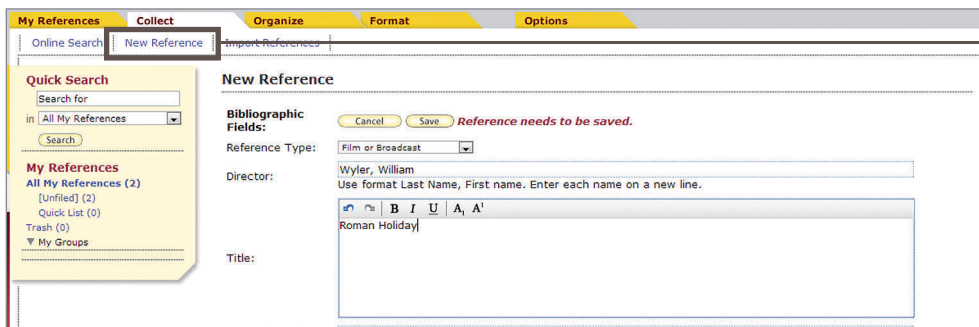 My References Collect Organize Format Options
Online Search New Reference Import References
Quick Search
Search for
in All My References
Search
My References
All My References (2)
[Unfiled] (2)
Quick List (0)
Trash (0)
▼ My Groups
New Reference
Bibliographic
Fields:
Cancel Save Reference needs to be saved.
Reference Type: Film or Broadcast
Director: Wyler, William
Use format Last Name, First name. Enter each name on a new line.
B I U A₁ A¹
Title: Roman Holiday